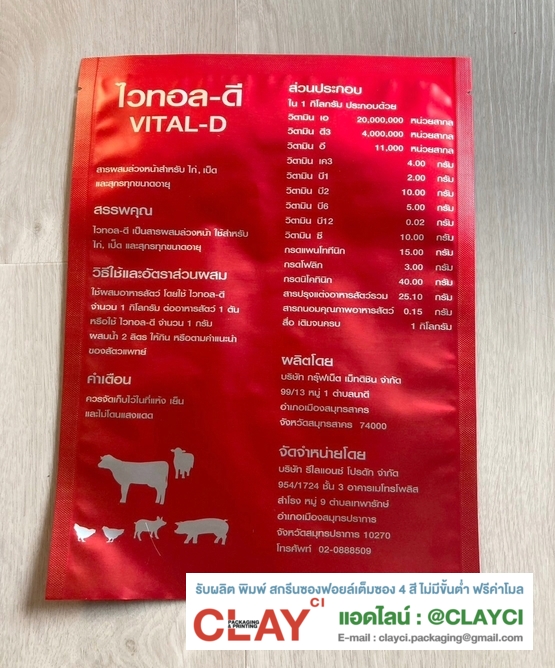 ไวทอล-ดี
VITAL-D
สารผสมล่วงหน้าสำหรับ ไก่, เป็ด
และสุกรทุกขนาดอายุ
สรรพคุณ
ไวทอล-ดี เป็นสารผสมล่วงหน้า ใช้สำหรับ
ไก่, เป็ด และสุกรทุกขนาดอายุ
วิธีใช้และอัตราส่วนผสม
ใช้ผสมอาหารสัตว์ โดยใช้ ไวทอล-ดี
จำนวน 1 กิโลกรัม ต่ออาหารสัตว์ 1 ตัน
หรือใช้ ไวทอล-ดี จำนวน 1 กรัม
ผสมน้ำ 2 ลิตร ให้กิน หรือตามคำแนะนำ
ของสัตวแพทย์
คำเตือน
ควรจัดเก็บไว้ในที่แห้ง เย็น
และไม่โดนแสงแดด
ส่วนประกอบ
ใน 1 กิโลกรัม ประกอบด้วย
วิตามิน เอ 20,000,000 หน่วยสากล
วิตามิน ดี3 4,000,000 หน่วยสากล
วิตามิน อี 11,000 หน่วยสากล
วิตามิน เค3 4.00 กรัม
วิตามิน บี1 2.00 กรัม
วิตามิน บี2 10.00 กรัม
วิตามิน บี6 5.00 กรัม
วิตามิน บี12 0.02 กรัม
วิตามิน ซี 10.00 กรัม
กรดแพนโททีนิก 15.00 กรัม
กรดโฟลิก 3.00 กรัม
กรดนิโคทินิก 40.00 กรัม
สารปรุงแต่งอาหารสัตว์รวม 25.10 กรัม
สารถนอมคุณภาพอาหารสัตว์ 0.15 กรัม
สื่อ เติมจนครบ 1 กิโลกรัม
ผลิตโดย
บริษัท กรุ๊ฟเน็ต เม็ทดิซิน จำกัด
99/13 หมู่ 1 ตำบลนาดี
อำเภอเมืองสมุทรสาคร
จังหวัดสมุทรสาคร 74000
จัดจำหน่ายโดย
บริษัท รีไลแอนซ์ โปรดัก จำกัด
954/1724 ชั้น 3 อาคารเมโทรโพลิส
สำโรง หมู่ 9 ตำบลเทพารักษ์
อำเภอเมืองสมุทรปราการ
จังหวัดสมุทรปราการ 10270
โทรศัพท์ 02-0888509
รับผลิต พิมพ์ สกรีนซองฟอยล์เต็มซอง 4 สี ไม่มีขั้นต่ำ ฟรีค่าโมล
CLAY CI
PACKAGING & PRINTING
แอดไลน์ : @CLAYCI
E-mail : clayci.packaging@gmail.com